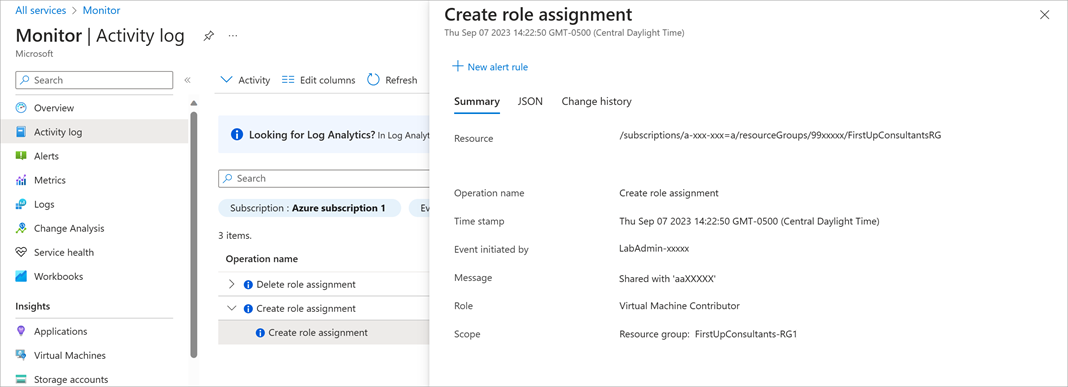 All services > Monitor
Monitor | Activity log
...
Microsoft
Search
«
Overview
Activity log
Alerts
Metrics
Logs
Change Analysis
Service health
Workbooks
Insights
Applications
Virtual Machines
Storage accounts
Activity Edit columns Refresh
Looking for Log Analytics? In Log Analyt
Search
Subscription : Azure subscription 1 Ev
3 items.
Operation name
Delete role assignment
Create role assignment
Create role assignment
Create role assignment
Thu Sep 07 2023 14:22:50 GMT-0500 (Central Daylight Time)
New alert rule
Summary JSON Change history
Resource /subscriptions/a-xxx-xxx=a/resourceGroups/99xxxxx/FirstUpConsultantsRG
Operation name Create role assignment
Time stamp Thu Sep 07 2023 14:22:50 GMT-0500 (Central Daylight Time)
Event initiated by LabAdmin-xxxxx
Message Shared with 'aaXXXXX'
Role Virtual Machine Contributor
Scope Resource group: FirstUpConsultants-RG1